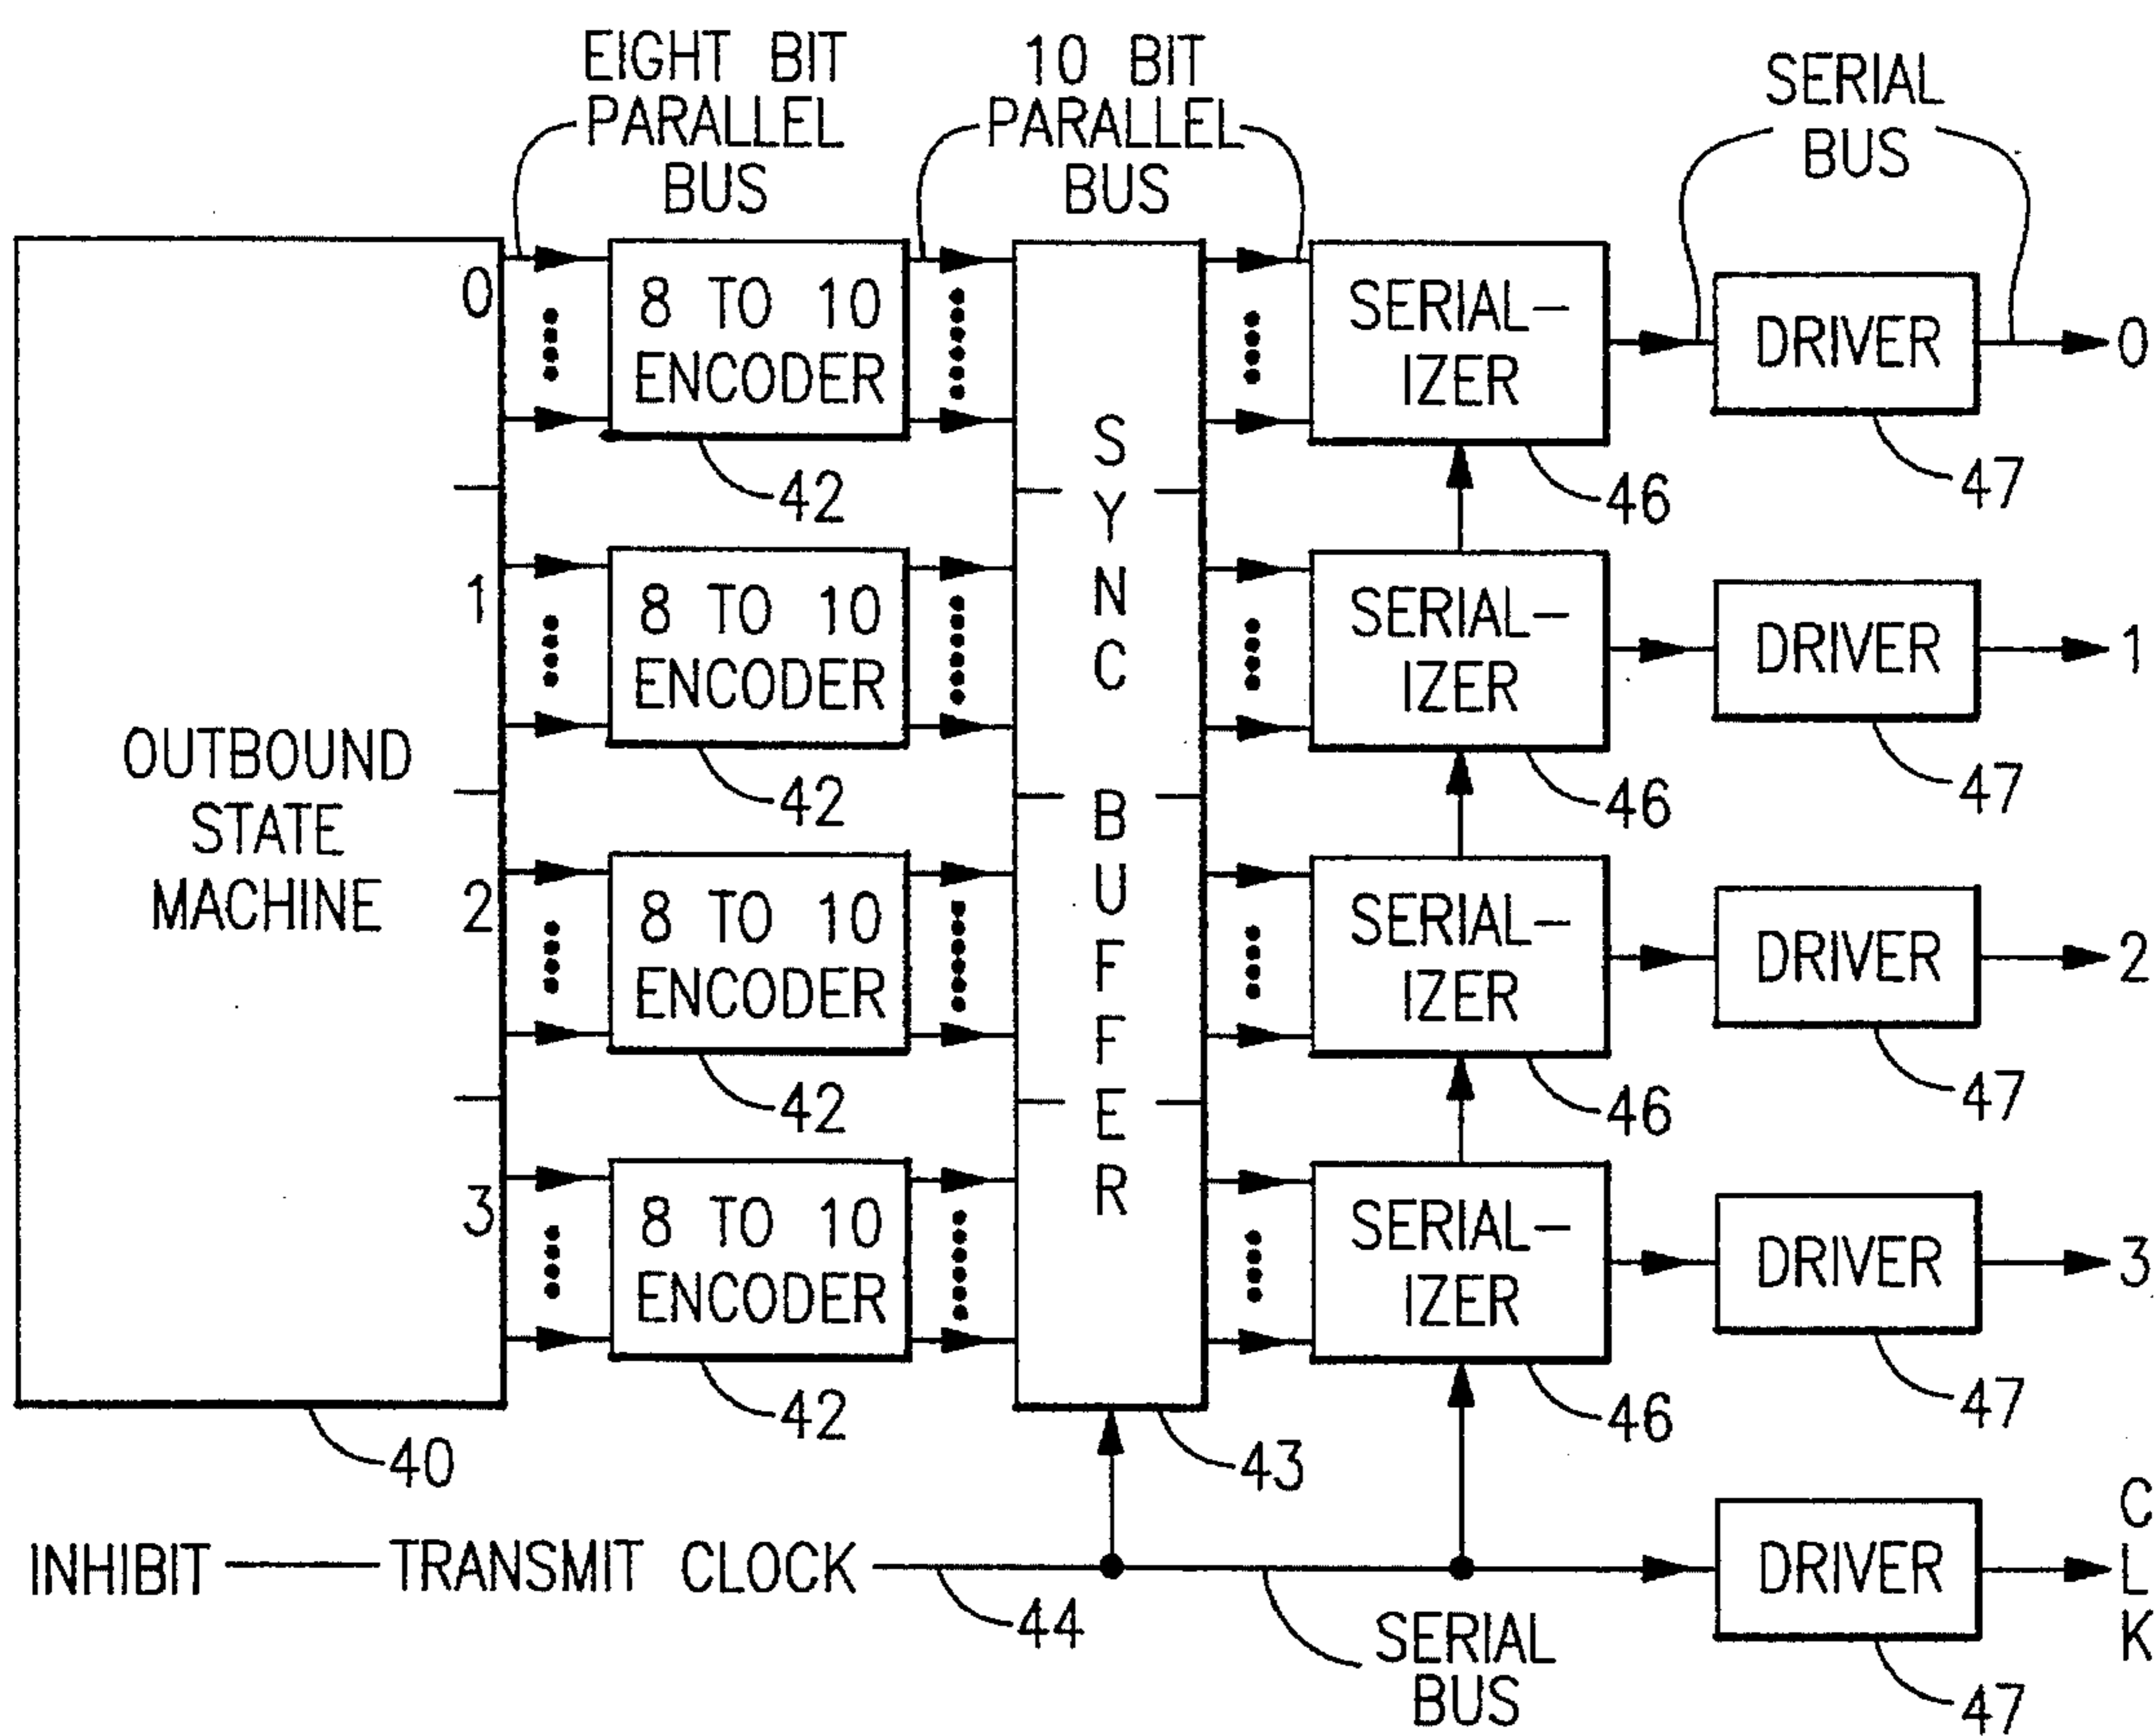 EIGHT BIT
PARALLEL
BUS
10 BIT
PARALLEL
BUS
SERIAL
BUS
0
8 TO 10
ENCODER
42
SERIAL-
IZER
46
DRIVER
47
0
1
8 TO 10
ENCODER
42
SERIAL-
IZER
46
DRIVER
47
1
OUTBOUND
STATE
MACHINE
40
SYNC BUFFER
43
2
8 TO 10
ENCODER
42
SERIAL-
IZER
46
DRIVER
47
2
3
8 TO 10
ENCODER
42
SERIAL-
IZER
46
DRIVER
47
3
INHIBIT
TRANSMIT CLOCK
44
SERIAL
BUS
DRIVER
47
CLK